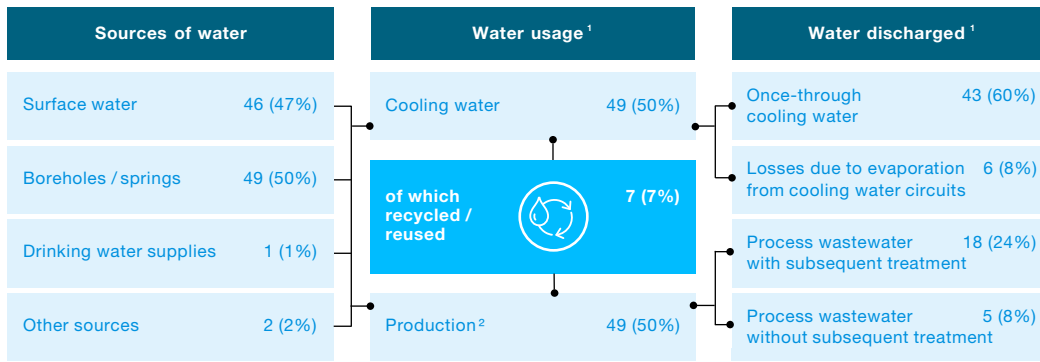 Sources of water
Surface water 46 (47%)
Boreholes / springs 49 (50%)
Drinking water supplies 1 (1%)
Other sources 2 (2%)
Water usage ¹
Cooling water 49 (50%)
of which
recycled /
reused
7 (7%)
Production ² 49 (50%)
Water discharged ¹
Once-through 43 (60%)
cooling water
Losses due to evaporation 6 (8%)
from cooling water circuits
Process wastewater 18 (24%)
with subsequent treatment
Process wastewater 5 (8%)
without subsequent treatment